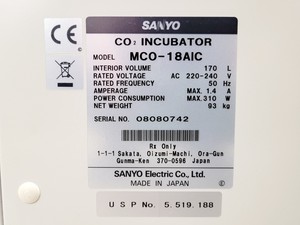 CE
SANYO
CO₂ INCUBATOR
MODEL MCO-18AIC
INTERIOR VOLUME 170 L
RATED VOLTAGE AC 220-240 V
RATED FREQUENCY 50 Hz
AMPERAGE MAX. 1.4 A
POWER CONSUMPTION MAX. 310 W
NET WEIGHT 93 kg
SERIAL NO. 08080742
Rx Only
1-1-1 Sakata, Oizumi-Machi, Ora-Gun
Gunma-Ken 370-0596 Japan
SANYO Electric Co., Ltd.
MADE IN JAPAN
U S P No. 5.519.188